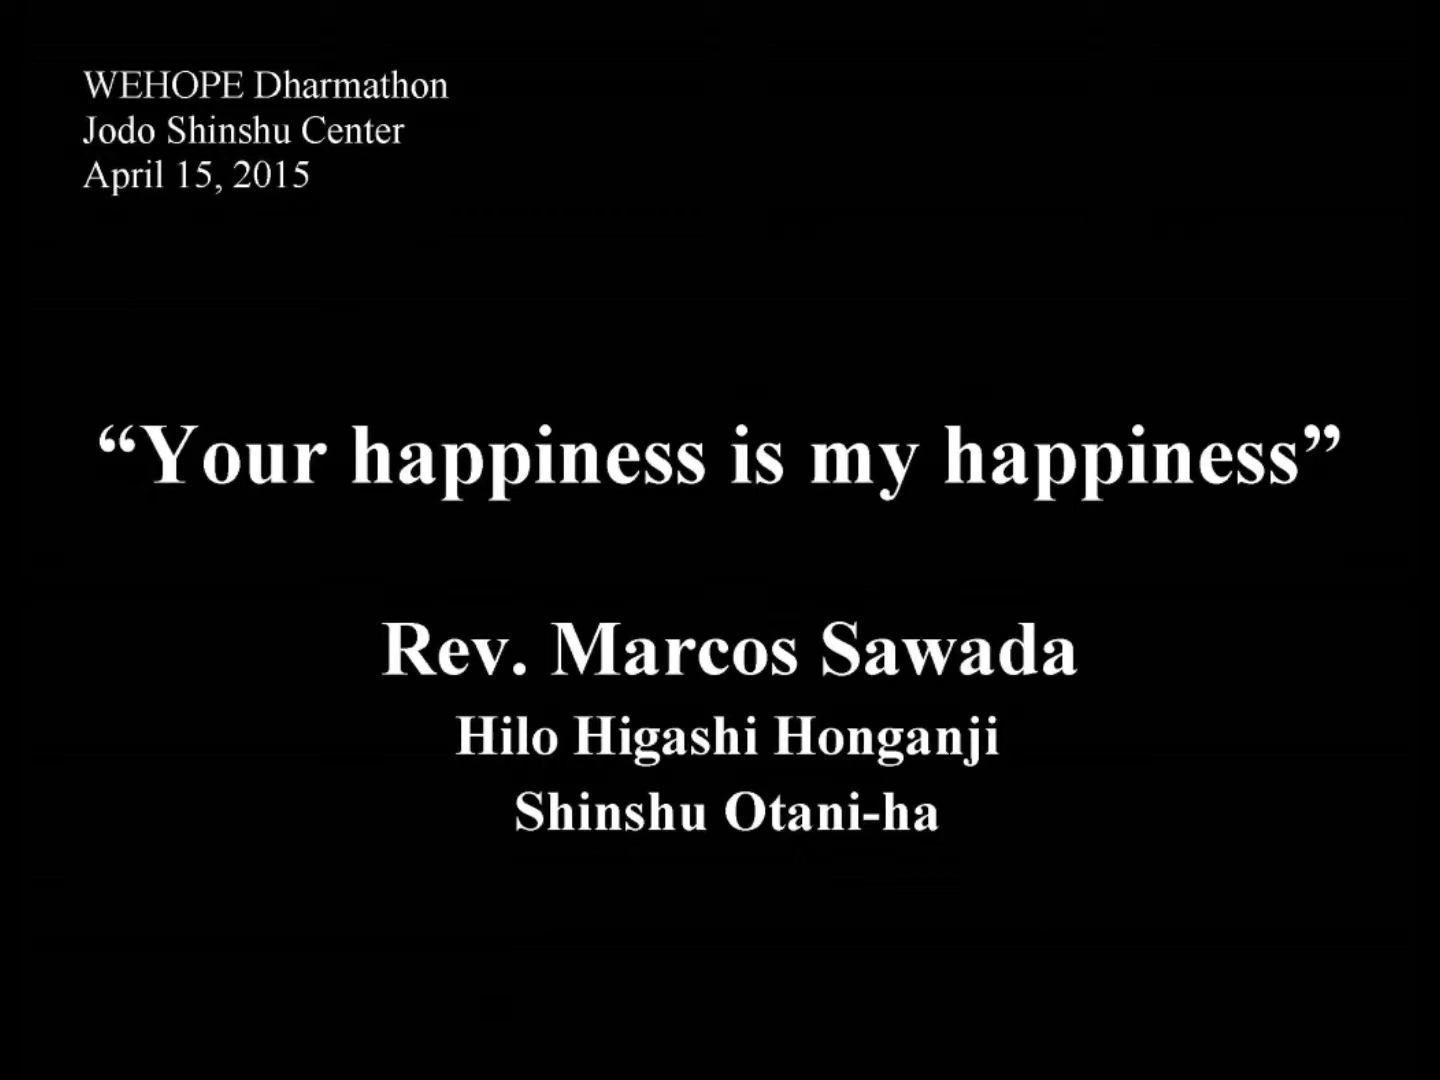 WEHOPE Dharmathon
Jodo Shinshu Center
April 15, 2015
“Your happiness is my happiness”
Rev. Marcos Sawada
Hilo Higashi Honganji
Shinshu Otani-ha